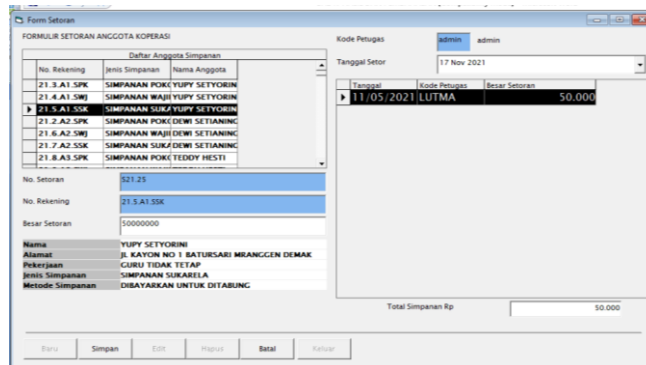 Form Setoran
FORMULIR SETORAN ANGGOTA KOPERASI
Daftar Anggota Simpanan
No. Rekening Jenis Simpanan Nama Anggota
21.3.A1.SPK SIMPANAN POK( YUPY SETYORIN
21.4.A1.SWJ SIMPANAN WAJI YUPY SETYORIN
21.5.A1.SSK SIMPANAN SUKA YUPY SETYORIN
21.2.A2.SPK SIMPANAN POK( DEWI SETIANING
21.6.A2.SWJ SIMPANAN WAJI DEWI SETIANING
21.7.A2.SSK SIMPANAN SUKA DEWI SETIANING
21.8.A3.SPK SIMPANAN POK( TEDDY HESTI
No. Setoran S21.25
No. Rekening 21.5.A1.SSK
Besar Setoran 50000000
Nama YUPY SETYORINI
Alamat JL KAYON NO 1 BATURSARI MRANGGEN DEMAK
Pekerjaan GURU TIDAK TETAP
Jenis Simpanan SIMPANAN SUKARELA
Metode Simpanan DIBAYARKAN UNTUK DITABUNG
Kode Petugas admin admin
Tanggal Setor 17 Nov 2021
Tanggal Kode Petugas Besar Setoran
11/05/2021 LUTMA 50.000
Total Simpanan Rp 50.000
Baru Simpan Edit Hapus Batal Keluar